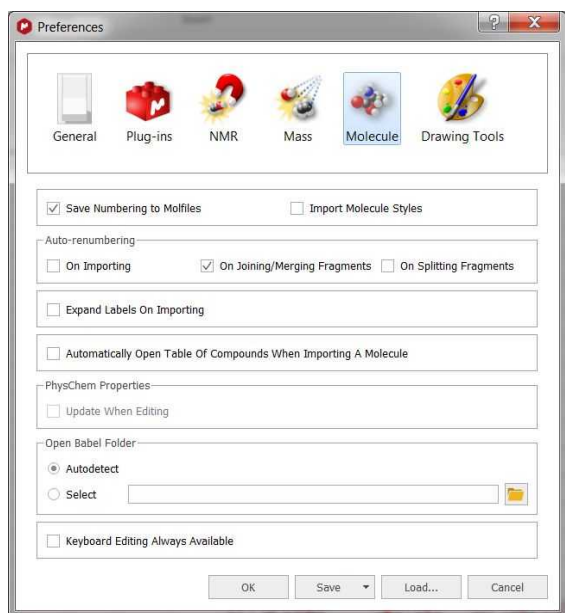 Preferences
General Plug-ins NMR Mass Molecule Drawing Tools
Save Numbering to Molfiles Import Molecule Styles
Auto-renumbering
On Importing On Joining/Merging Fragments On Splitting Fragments
Expand Labels On Importing
Automatically Open Table Of Compounds When Importing A Molecule
PhysChem Properties
Update When Editing
Open Babel Folder
Autodetect
Select
Keyboard Editing Always Available
OK Save Load... Cancel